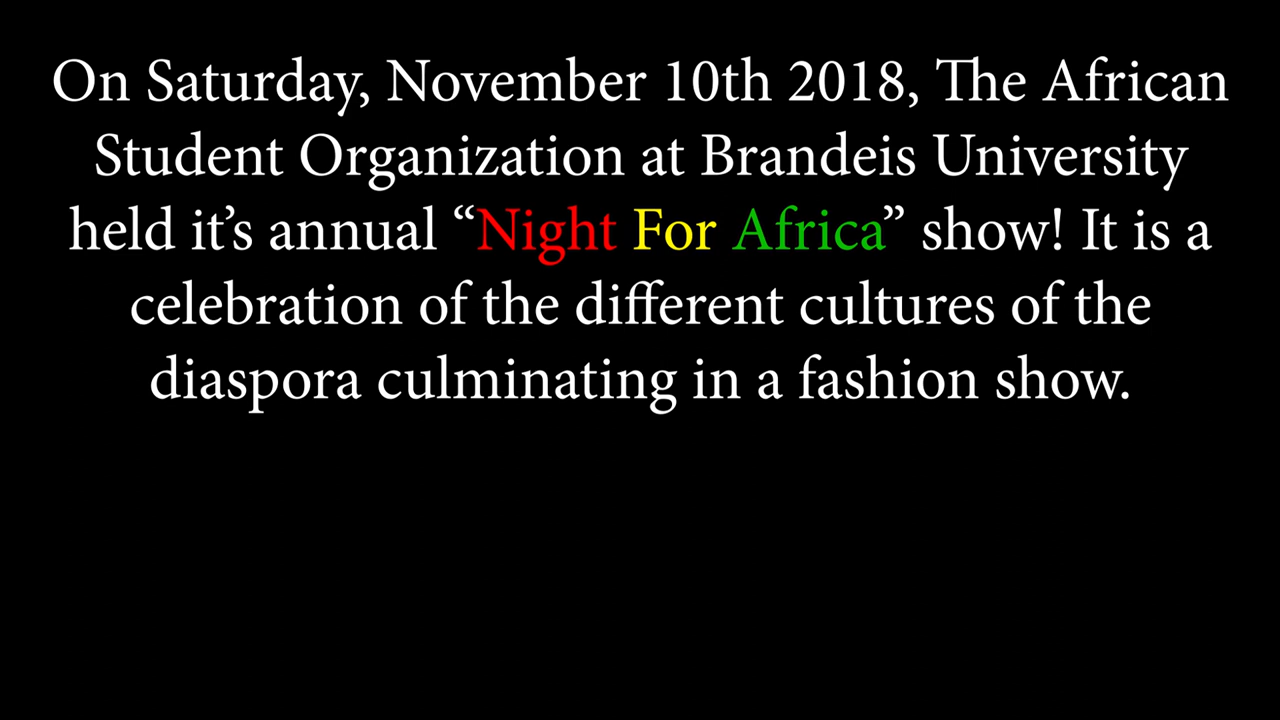 On Saturday, November 10th 2018, The African
Student Organization at Brandeis University
held it’s annual “Night For Africa” show! It is a
celebration of the different cultures of the
diaspora culminating in a fashion show.